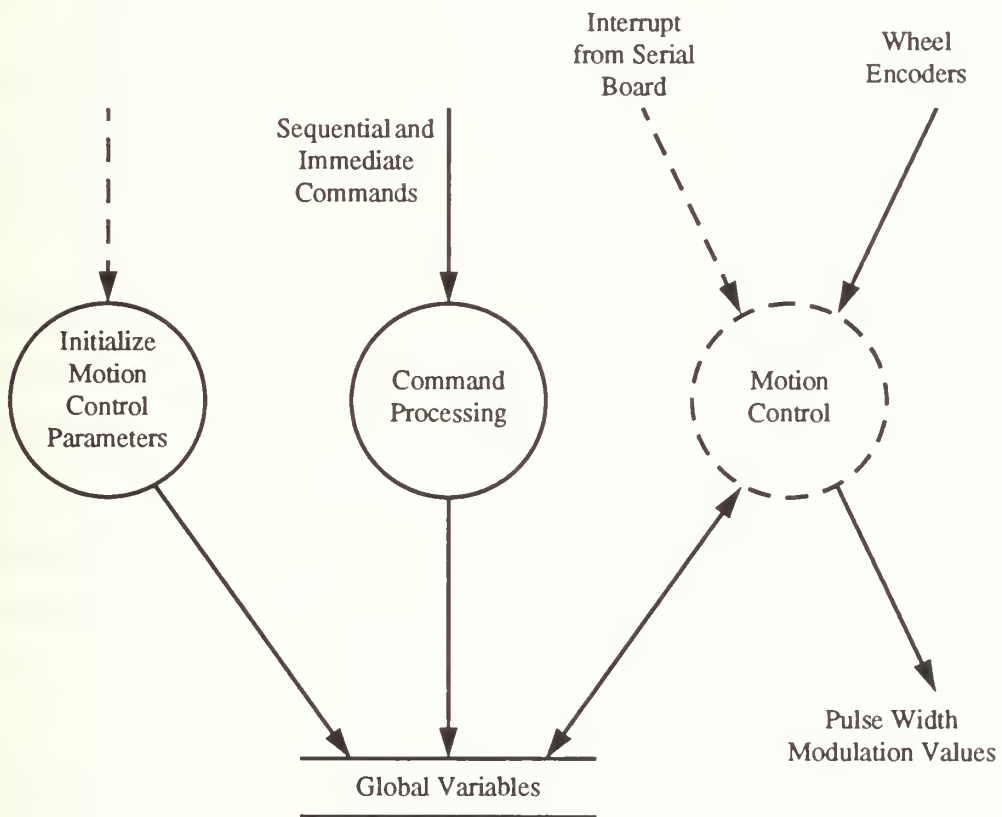 Interrupt
from Serial
Board
Wheel
Encoders
Sequential and
Immediate
Commands
Initialize
Motion
Control
Parameters
Command
Processing
Motion
Control
Pulse Width
Modulation Values
Global Variables